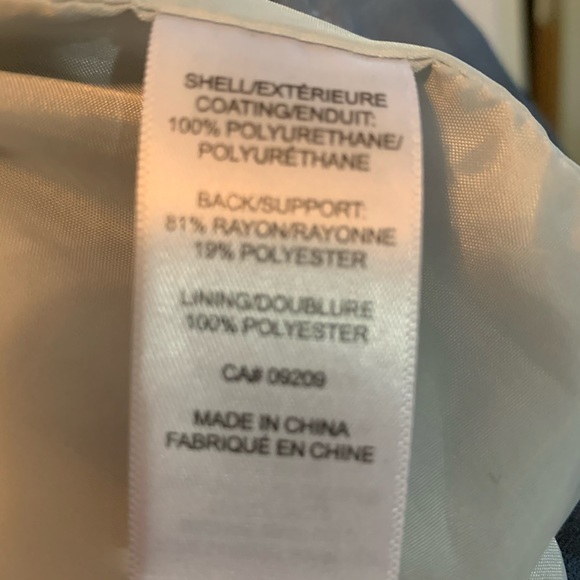 SHELL/EXTÉRIEURE
COATING/ENDUIT:
100% POLYURETHANE/
POLYURÉTHANE
BACK/SUPPORT:
81% RAYON/RAYONNE
19% POLYESTER
LINING/DOUBLURE
100% POLYESTER
CA# 09209
MADE IN CHINA
FABRIQUÉ EN CHINE